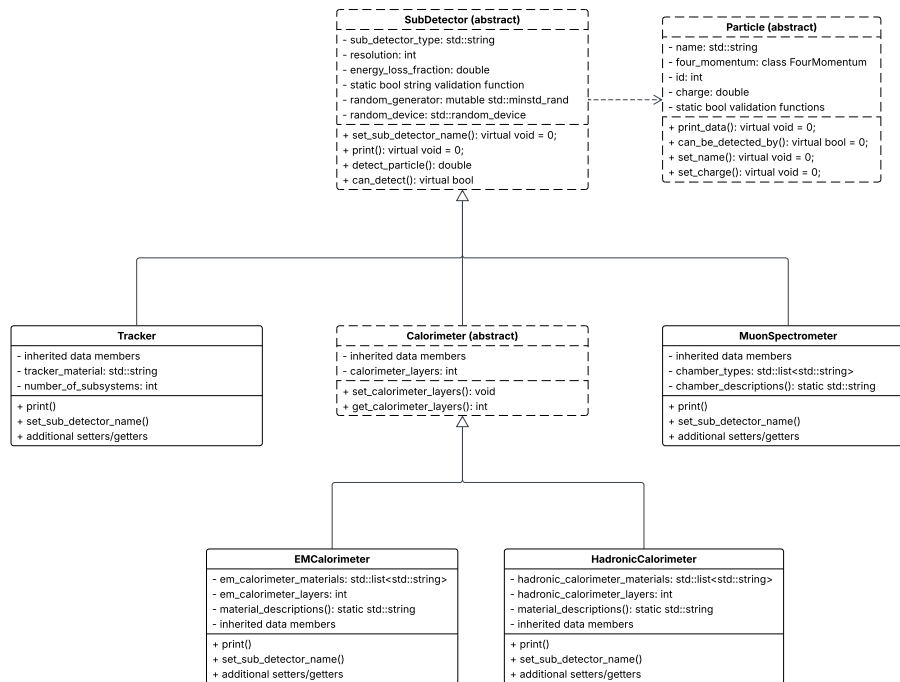 SubDetector (abstract)
- sub_detector_type: std::string
- resolution: int
- energy_loss_fraction: double
- static bool string validation function
- random_generator: mutable std::minstd_rand
- random_device: std::random_device
+ set_sub_detector_name(): virtual void = 0;
+ print(): virtual void = 0;
+ detect_particle(): double
+ can_detect(): virtual bool
Particle (abstract)
- name: std::string
- four_momentum: class FourMomentum
- id: int
- charge: double
- static bool validation functions
+ print_data(): virtual void = 0;
+ can_be_detected_by(): virtual bool = 0;
+ set_name(): virtual void = 0;
+ set_charge(): virtual void = 0;
Tracker
- inherited data members
- tracker_material: std::string
- number_of_subsystems: int
+ print()
+ set_sub_detector_name()
+ additional setters/getters
Calorimeter (abstract)
- inherited data members
- calorimeter_layers: int
+ set_calorimeter_layers(): void
+ get_calorimeter_layers(): int
MuonSpectrometer
- inherited data members
- chamber_types: std::list<std::string>
- chamber_descriptions(): static std::string
+ print()
+ set_sub_detector_name()
+ additional setters/getters
EMCalorimeter
- em_calorimeter_materials: std::list<std::string>
- em_calorimeter_layers: int
- material_descriptions(): static std::string
- inherited data members
+ print()
+ set_sub_detector_name()
+ additional setters/getters
HadronicCalorimeter
- hadronic_calorimeter_materials: std::list<std::string>
- hadronic_calorimeter_layers: int
- material_descriptions(): static std::string
- inherited data members
+ print()
+ set_sub_detector_name()
+ additional setters/getters